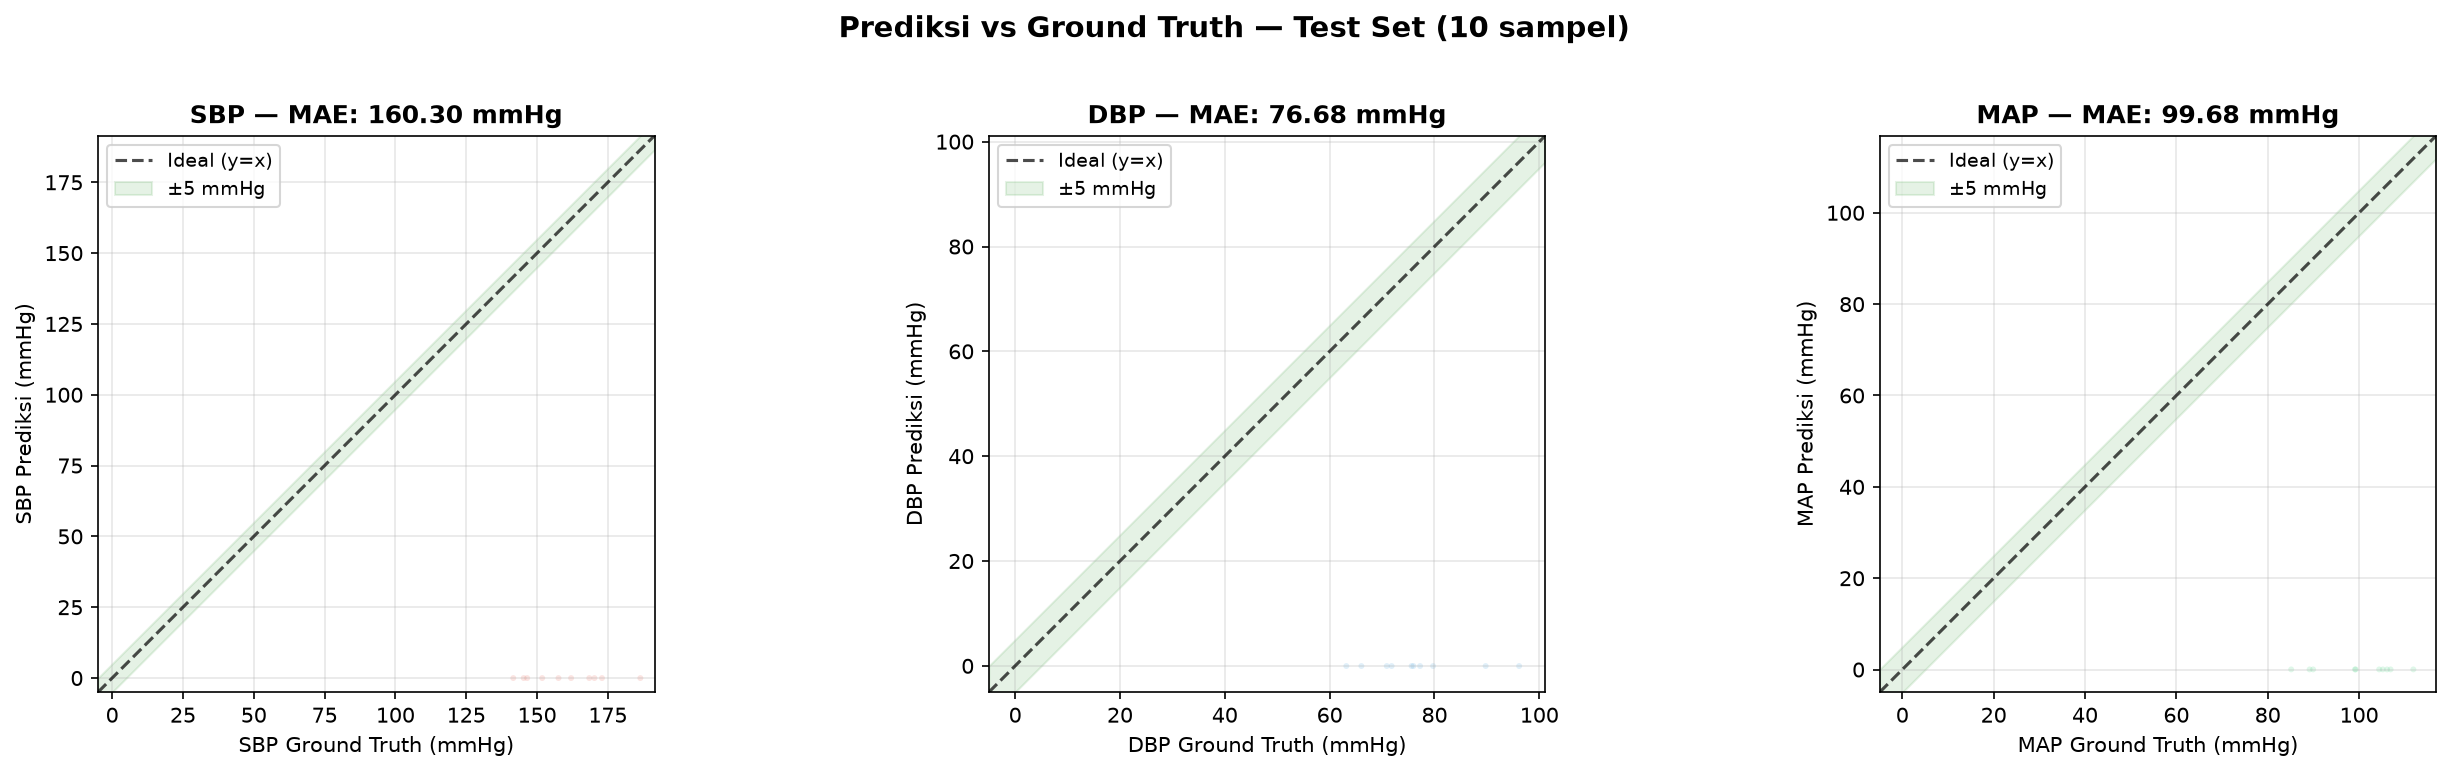 Prediksi vs Ground Truth — Test Set (10 sampel)
SBP — MAE: 160.30 mmHg
Ideal (y=x)
±5 mmHg
SBP Prediksi (mmHg)
175
150
125
100
75
50
25
0
0 25 50 75 100 125 150 175
SBP Ground Truth (mmHg)
DBP — MAE: 76.68 mmHg
Ideal (y=x)
±5 mmHg
DBP Prediksi (mmHg)
100
80
60
40
20
0
0 20 40 60 80 100
DBP Ground Truth (mmHg)
MAP — MAE: 99.68 mmHg
Ideal (y=x)
±5 mmHg
MAP Prediksi (mmHg)
100
80
60
40
20
0
0 20 40 60 80 100
MAP Ground Truth (mmHg)